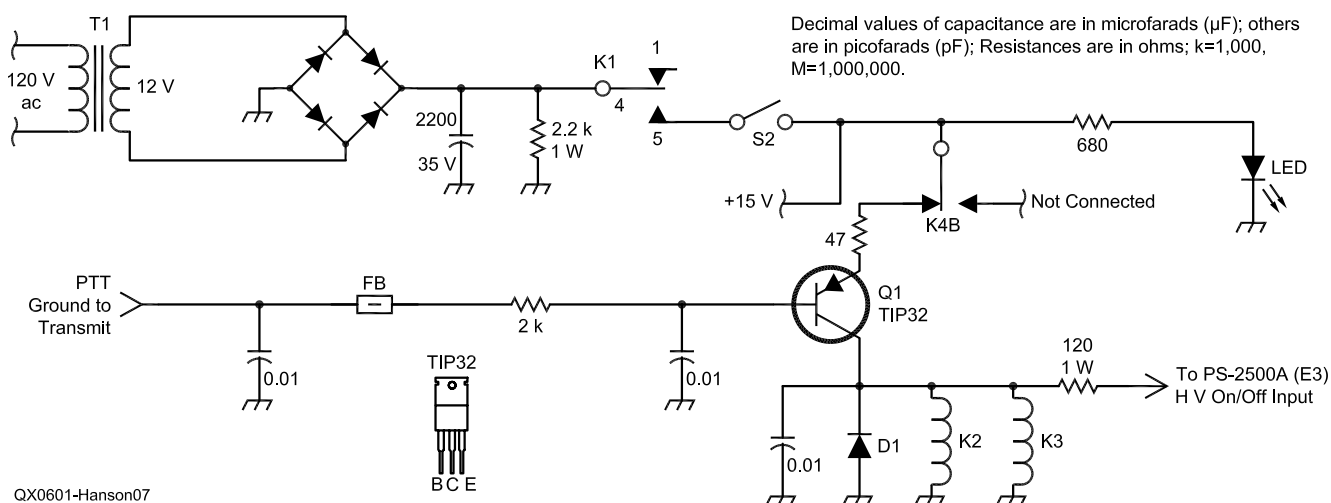 T1
120 V
ac
12 V
2200
35 V
2.2 k
1 W
K1
4
1
5
S2
Decimal values of capacitance are in microfarads (µF); others
are in picofarads (pF); Resistances are in ohms; k=1,000,
M=1,000,000.
680
LED
+15 V
K4B
Not Connected
47
Q1
TIP32
PTT
Ground to
Transmit
FB
2 k
0.01
0.01
TIP32
B C E
0.01
D1
K2
K3
120
1 W
To PS-2500A (E3)
H V On/Off Input
QX0601-Hanson07